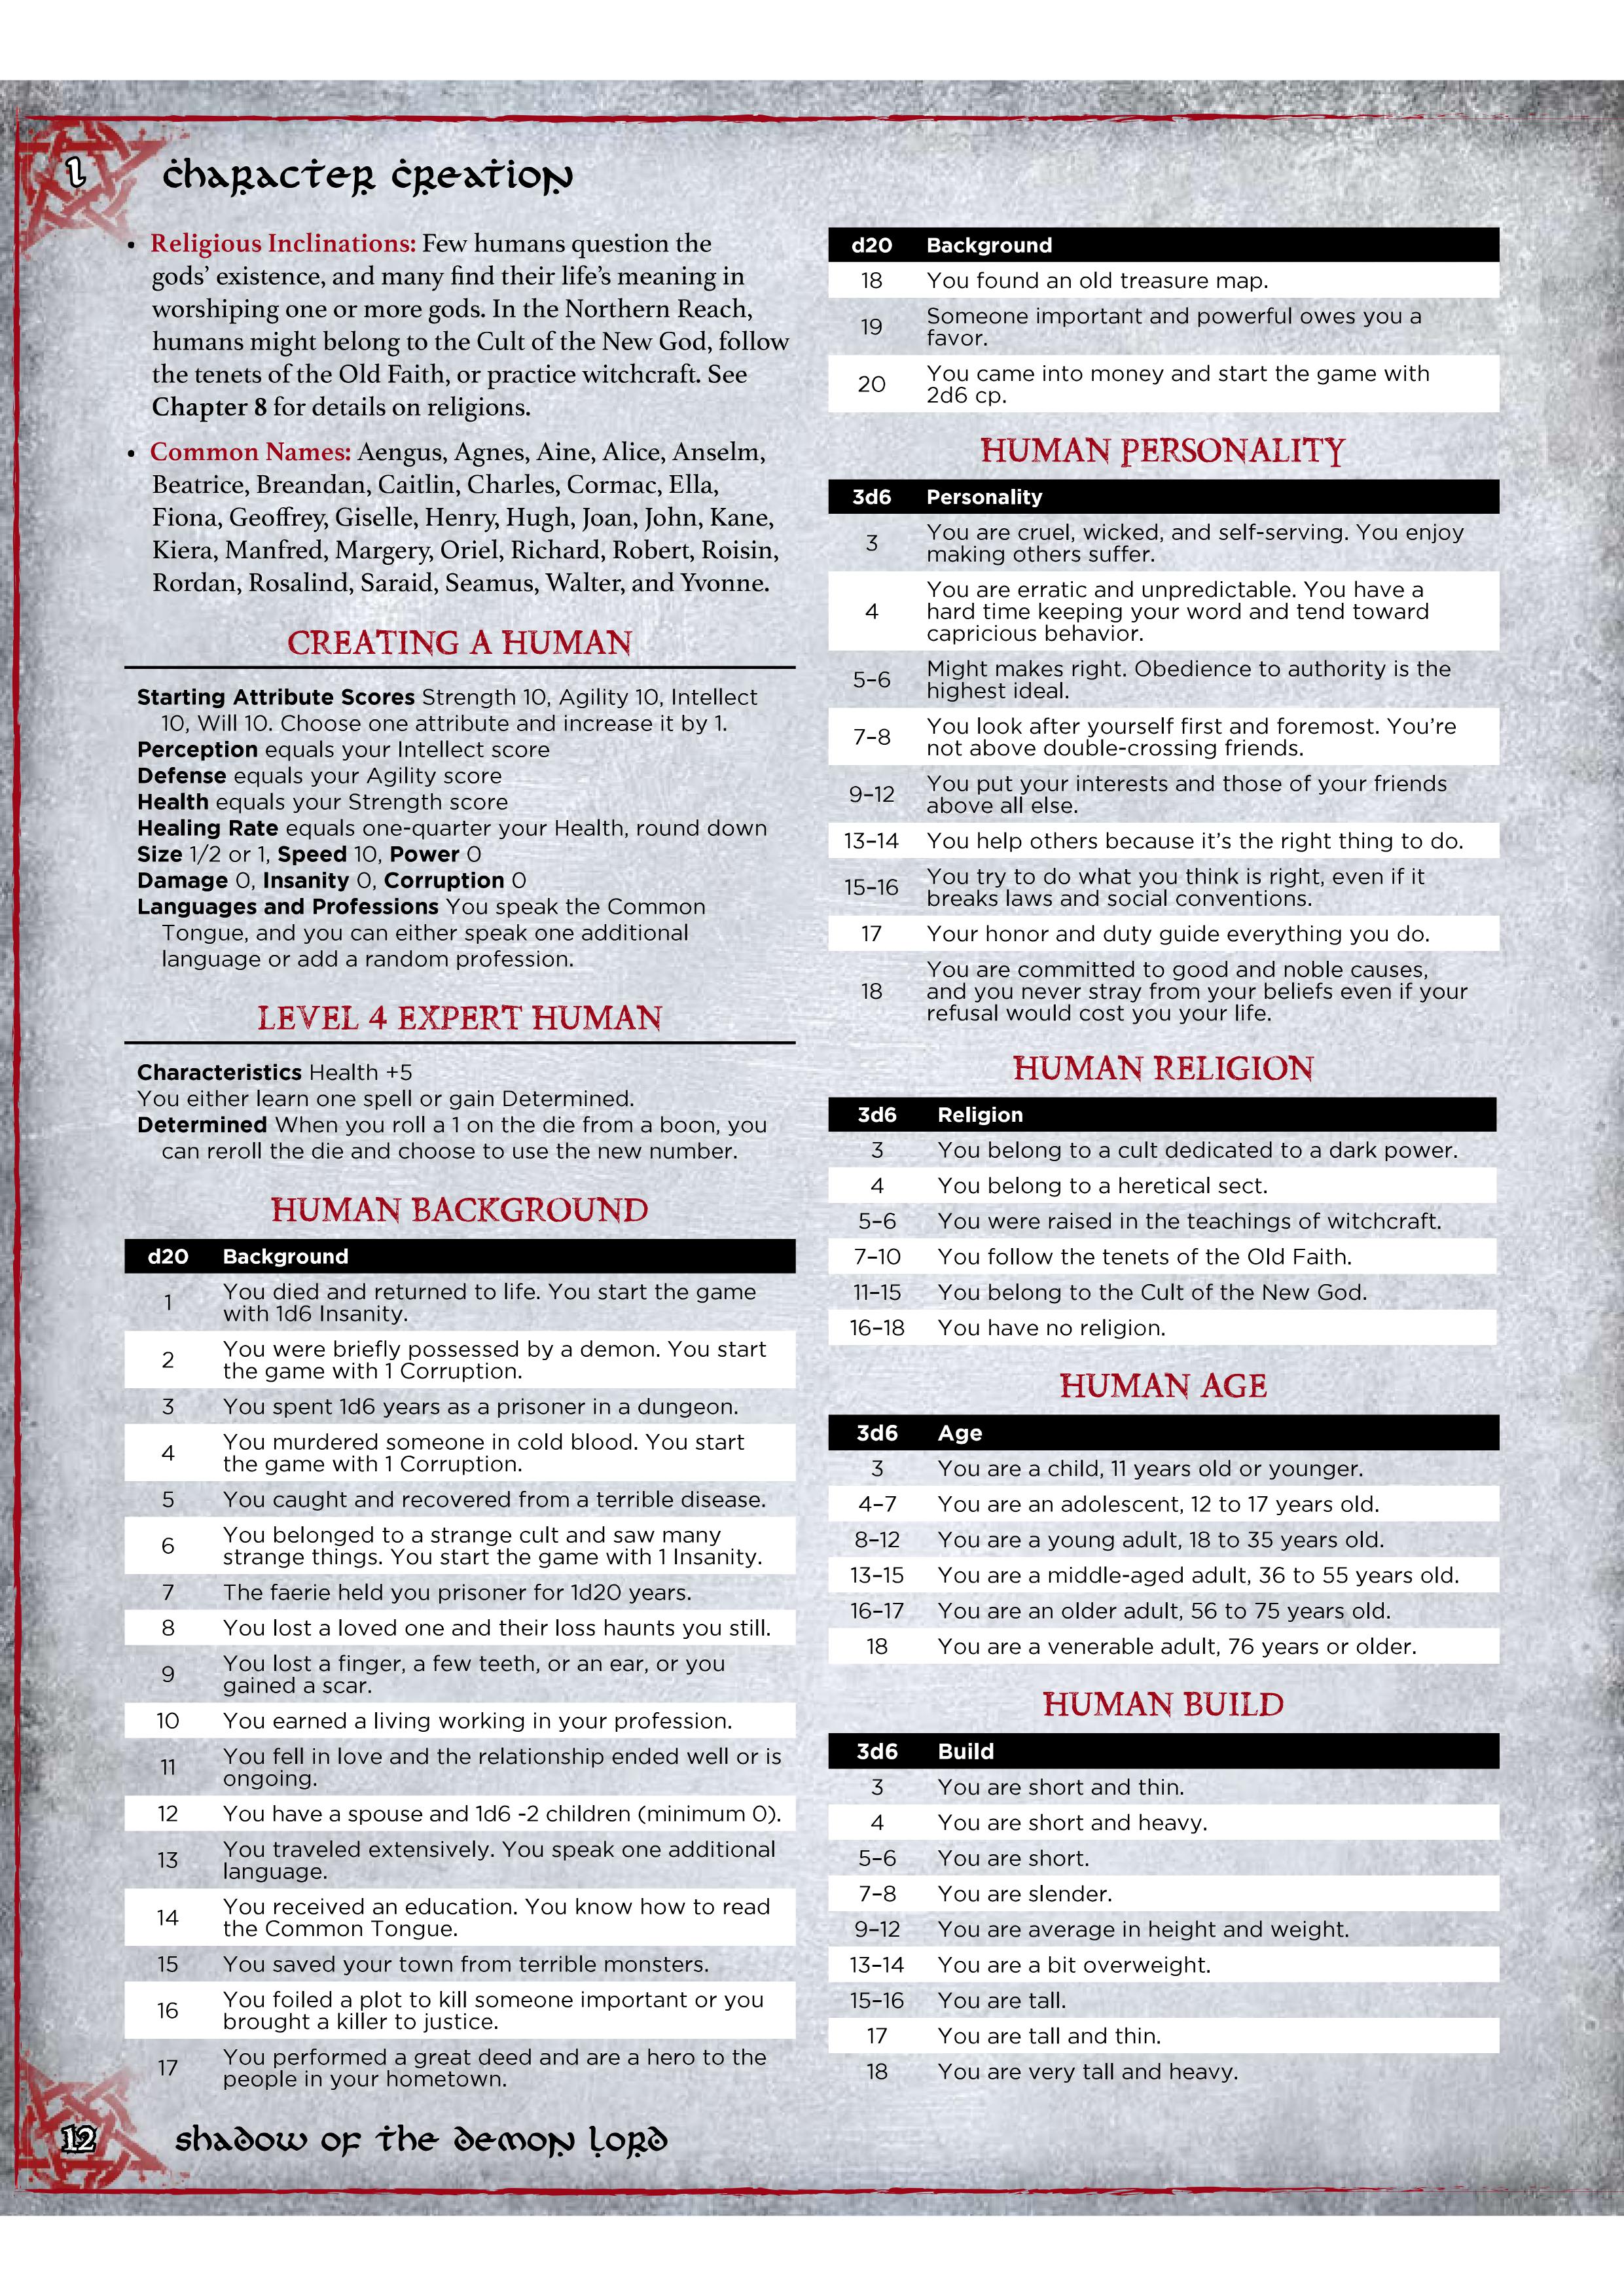 1
Character Creation
• Religious Inclinations: Few humans question the
gods’ existence, and many find their life’s meaning in
worshiping one or more gods. In the Northern Reach,
humans might belong to the Cult of the New God, follow
the tenets of the Old Faith, or practice witchcraft. See
Chapter 8 for details on religions.
• Common Names: Aengus, Agnes, Aine, Alice, Anselm,
Beatrice, Breandan, Caitlin, Charles, Cormac, Ella,
Fiona, Geoffrey, Giselle, Henry, Hugh, Joan, John, Kane,
Kiera, Manfred, Margery, Oriel, Richard, Robert, Roisin,
Rordan, Rosalind, Saraid, Seamus, Walter, and Yvonne.
CREATING A HUMAN
Starting Attribute Scores Strength 10, Agility 10, Intellect
10, Will 10. Choose one attribute and increase it by 1.
Perception equals your Intellect score
Defense equals your Agility score
Health equals your Strength score
Healing Rate equals one-quarter your Health, round down
Size 1/2 or 1, Speed 10, Power 0
Damage 0, Insanity 0, Corruption 0
Languages and Professions You speak the Common
Tongue, and you can either speak one additional
language or add a random profession.
LEVEL 4 EXPERT HUMAN
Characteristics Health +5
You either learn one spell or gain Determined.
Determined When you roll a 1 on the die from a boon, you
can reroll the die and choose to use the new number.
HUMAN BACKGROUND
d20 Background
1 You died and returned to life. You start the game
with 1d6 Insanity.
2 You were briefly possessed by a demon. You start
the game with 1 Corruption.
3 You spent 1d6 years as a prisoner in a dungeon.
4 You murdered someone in cold blood. You start
the game with 1 Corruption.
5 You caught and recovered from a terrible disease.
6 You belonged to a strange cult and saw many
strange things. You start the game with 1 Insanity.
7 The faerie held you prisoner for 1d20 years.
8 You lost a loved one and their loss haunts you still.
9 You lost a finger, a few teeth, or an ear, or you
gained a scar.
10 You earned a living working in your profession.
11 You fell in love and the relationship ended well or is
ongoing.
12 You have a spouse and 1d6 -2 children (minimum 0).
13 You traveled extensively. You speak one additional
language.
14 You received an education. You know how to read
the Common Tongue.
15 You saved your town from terrible monsters.
16 You foiled a plot to kill someone important or you
brought a killer to justice.
17 You performed a great deed and are a hero to the
people in your hometown.
d20 Background
18 You found an old treasure map.
19 Someone important and powerful owes you a
favor.
20 You came into money and start the game with
2d6 cp.
HUMAN PERSONALITY
3d6 Personality
3 You are cruel, wicked, and self-serving. You enjoy
making others suffer.
4 You are erratic and unpredictable. You have a
hard time keeping your word and tend toward
capricious behavior.
5–6 Might makes right. Obedience to authority is the
highest ideal.
7–8 You look after yourself first and foremost. You’re
not above double-crossing friends.
9–12 You put your interests and those of your friends
above all else.
13–14 You help others because it’s the right thing to do.
15–16 You try to do what you think is right, even if it
breaks laws and social conventions.
17 Your honor and duty guide everything you do.
18 You are committed to good and noble causes,
and you never stray from your beliefs even if your
refusal would cost you your life.
HUMAN RELIGION
3d6 Religion
3 You belong to a cult dedicated to a dark power.
4 You belong to a heretical sect.
5–6 You were raised in the teachings of witchcraft.
7–10 You follow the tenets of the Old Faith.
11–15 You belong to the Cult of the New God.
16–18 You have no religion.
HUMAN AGE
3d6 Age
3 You are a child, 11 years old or younger.
4–7 You are an adolescent, 12 to 17 years old.
8–12 You are a young adult, 18 to 35 years old.
13–15 You are a middle-aged adult, 36 to 55 years old.
16–17 You are an older adult, 56 to 75 years old.
18 You are a venerable adult, 76 years or older.
HUMAN BUILD
3d6 Build
3 You are short and thin.
4 You are short and heavy.
5–6 You are short.
7–8 You are slender.
9–12 You are average in height and weight.
13–14 You are a bit overweight.
15–16 You are tall.
17 You are tall and thin.
18 You are very tall and heavy.
12
Shadow of the Demon Lord